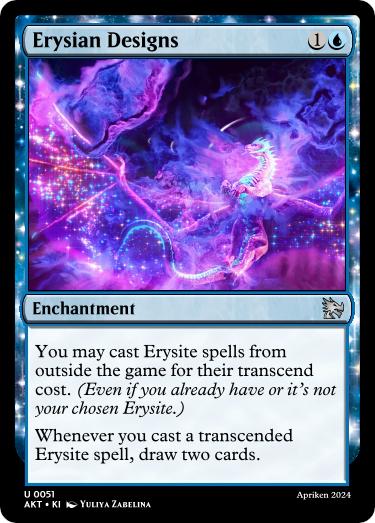 Erysian Designs 1
Enchantment
You may cast Erysite spells from
outside the game for their transcend
cost. (Even if you already have or it's not
your chosen Erysite.)
Whenever you cast a transcended
Erysite spell, draw two cards.
U 0051
AKT • KI Yuliya Zabelina
Apriken 2024